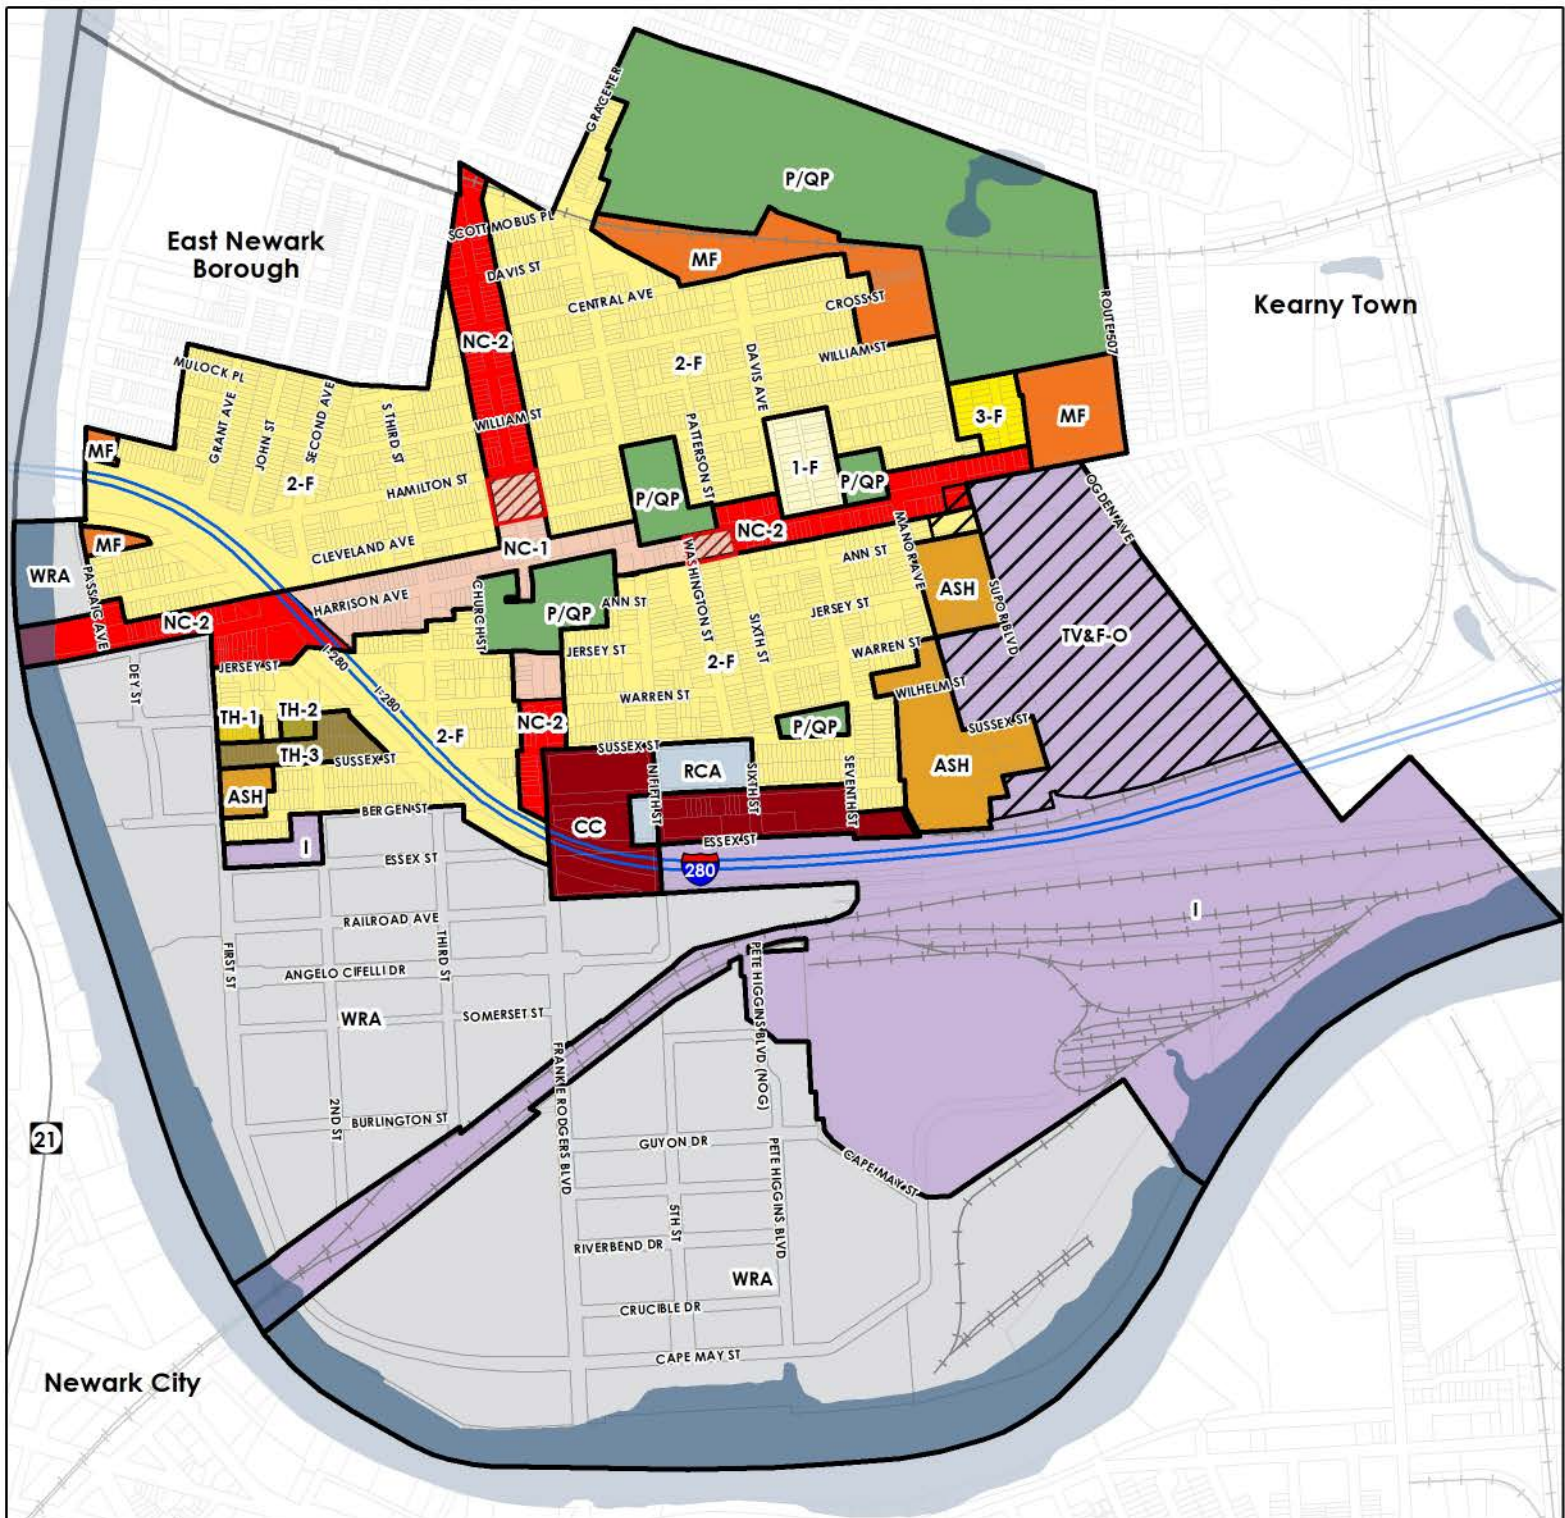 GRACE TER
P/QP
SCOTT MOBUS PL
East Newark
Borough
DAVIS ST
MF
CENTRAL AVE
CROSS ST
ROUTE 507
Kearny Town
NC-2
2-F
DAVIS AVE
WILLIAM ST
MULOCK PL
GRANT AVE
JOHN ST
SECOND AVE
S THIRD ST
WILLIAM ST
PATTERSON ST
3-F
MF
MF
2-F
HAMILTON ST
P/QP
1-F
P/QP
OGDEN AVE
MF
CLEVELAND AVE
NC-1
NC-2
WASHINGTON ST
MANOR AVE
ANN ST
WRA
PASSAIC AVE
HARRISON AVE
CHURCH ST
P/QP
ANN ST
SIXTH ST
JERSEY ST
ASH
SUPOR BLVD
TV&F-O
NC-2
JERSEY ST
I-280
JERSEY ST
2-F
WARREN ST
DEY ST
I-280
WARREN ST
WILHELM ST
TH-1
TH-2
2-F
NC-2
P/QP
SUSSEX ST
TH-3
SUSSEX ST
SUSSEX ST
RCA
SIXTH ST
SEVENTH ST
ASH
ASH
BERGEN ST
CC
ESSEX ST
I
ESSEX ST
280
RAILROAD AVE
I
FIRST ST
THIRD ST
ANGELO CIFELLI DR
PETE HIGGINS BLVD (NOG)
WRA
SOMERSET ST
FRANK E RODGERS BLVD
2ND ST
BURLINGTON ST
21
GUYON DR
PETE HIGGINS BLVD
CAPE MAY ST
5TH ST
RIVERBEND DR
WRA
CRUCIBLE DR
CAPE MAY ST
Newark City